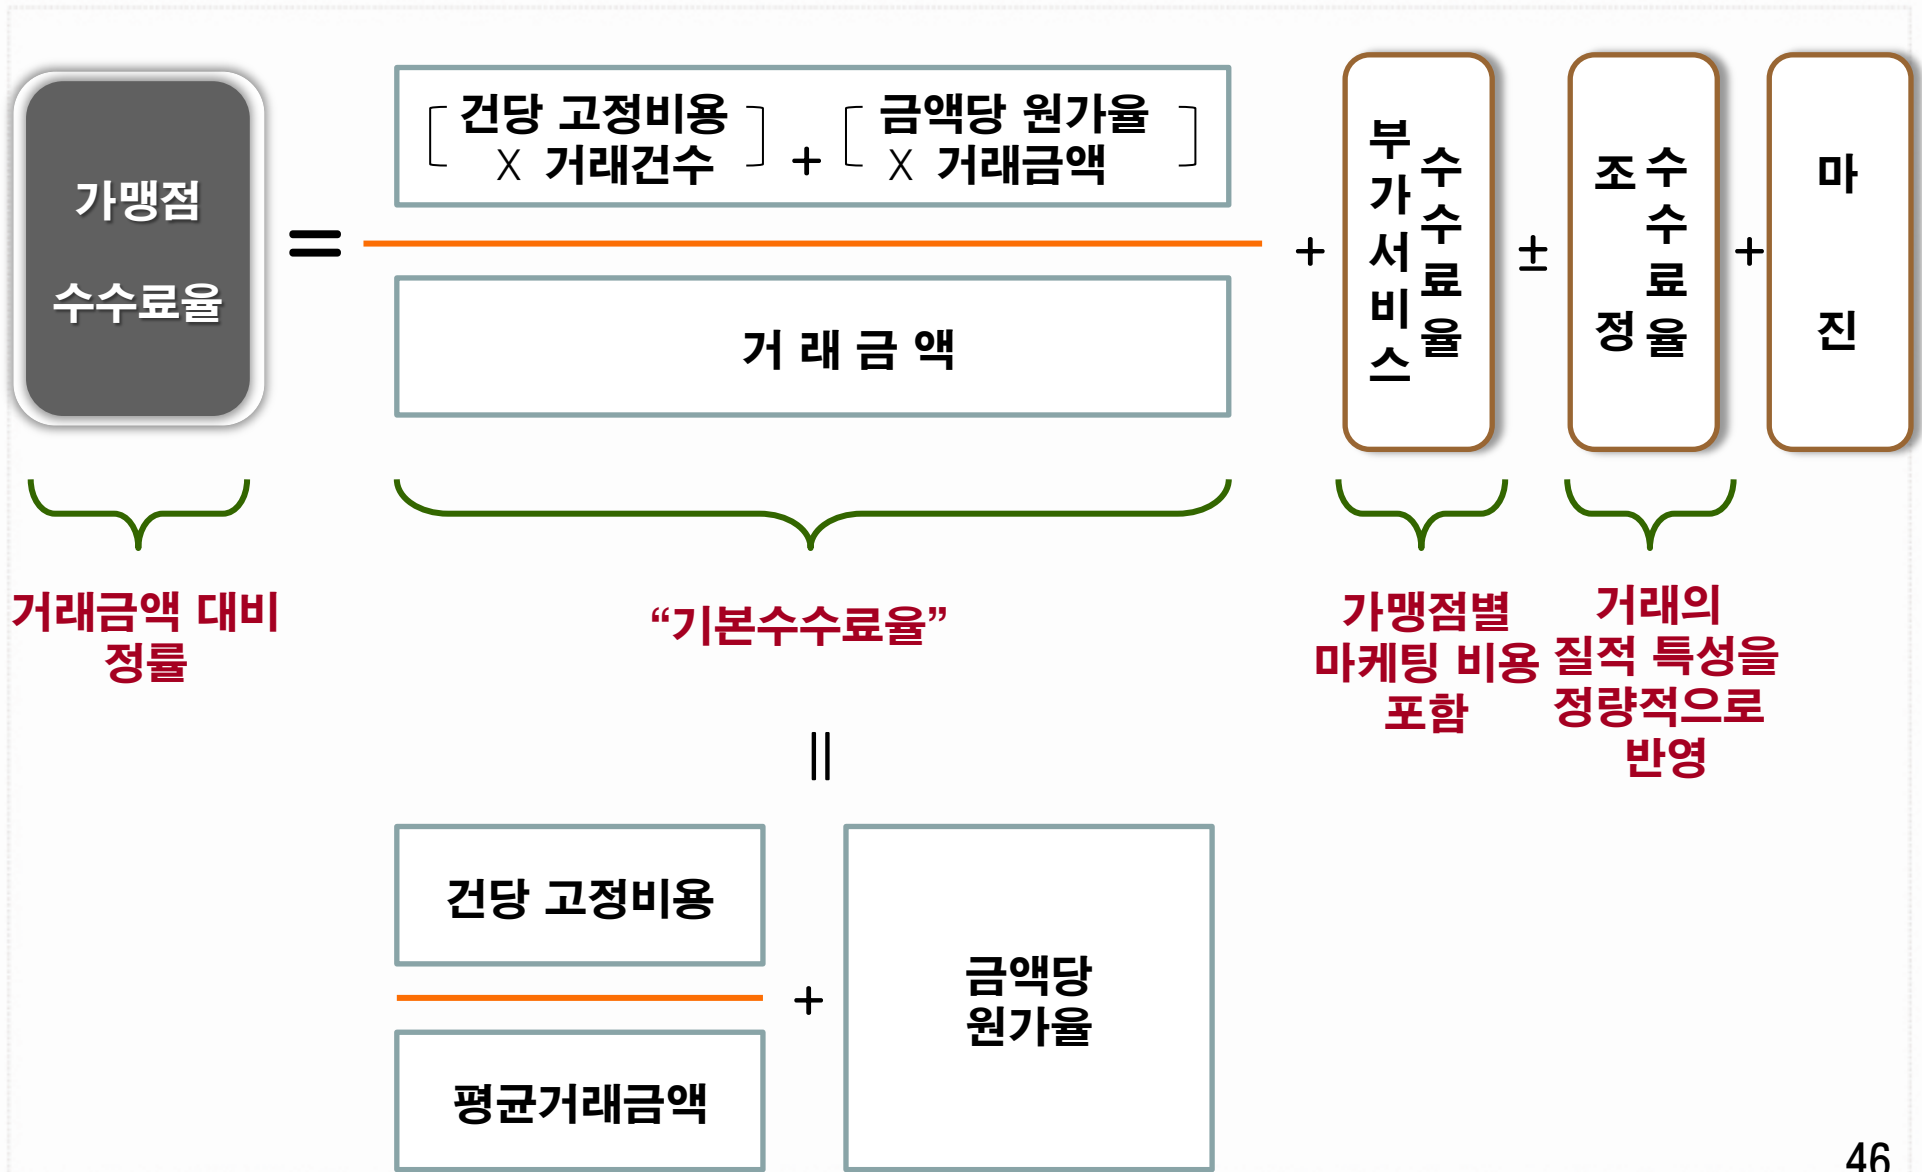 가맹점
수수료율
=
건당 고정비용
X 거래건수
+
금액당 원가율
X 거래금액
거 래 금 액
+
부가서비스
수수료율
±
조정
수수료율
+
마진
거래금액 대비
정률
“기본수수료율”
가맹점별
마케팅 비용
포함
거래의
질적 특성을
정량적으로
반영
||
건당 고정비용
평균거래금액
+
금액당
원가율
46